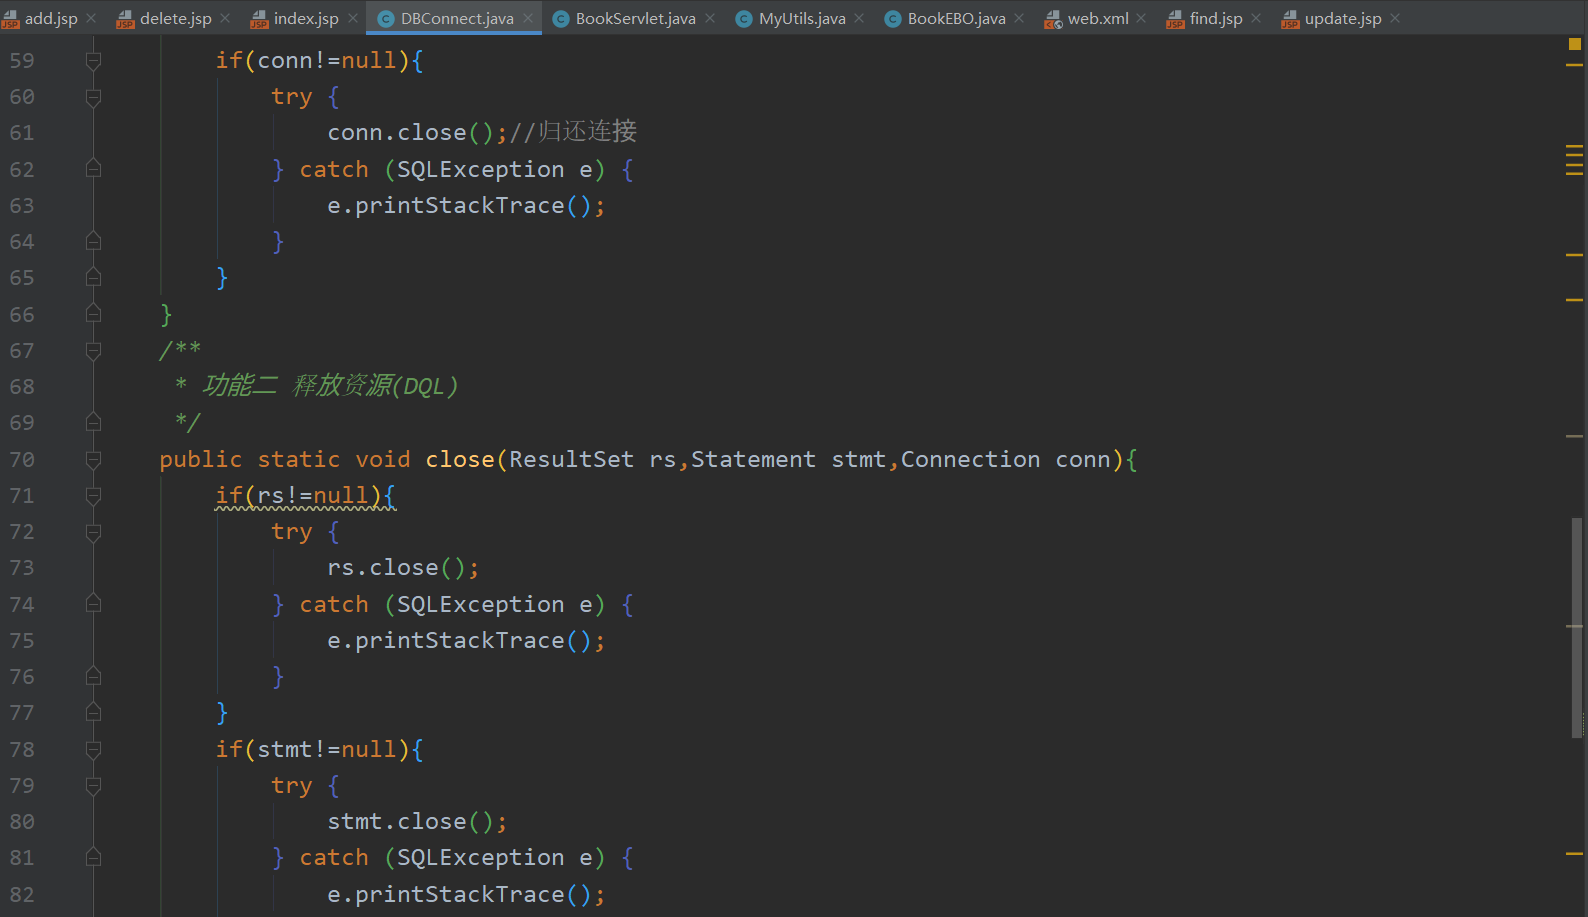 add.jsp delete.jsp index.jsp DBConnect.java BookServlet.java MyUtils.java BookEBO.java web.xml find.jsp update.jsp
59 if(conn!=null){
60 try {
61 conn.close();//归还连接
62 } catch (SQLException e) {
63 e.printStackTrace();
64 }
65 }
66 }
67 /**
68 * 功能二 释放资源(DQL)
69 */
70 public static void close(ResultSet rs,Statement stmt,Connection conn){
71 if(rs!=null){
72 try {
73 rs.close();
74 } catch (SQLException e) {
75 e.printStackTrace();
76 }
77 }
78 if(stmt!=null){
79 try {
80 stmt.close();
81 } catch (SQLException e) {
82 e.printStackTrace();